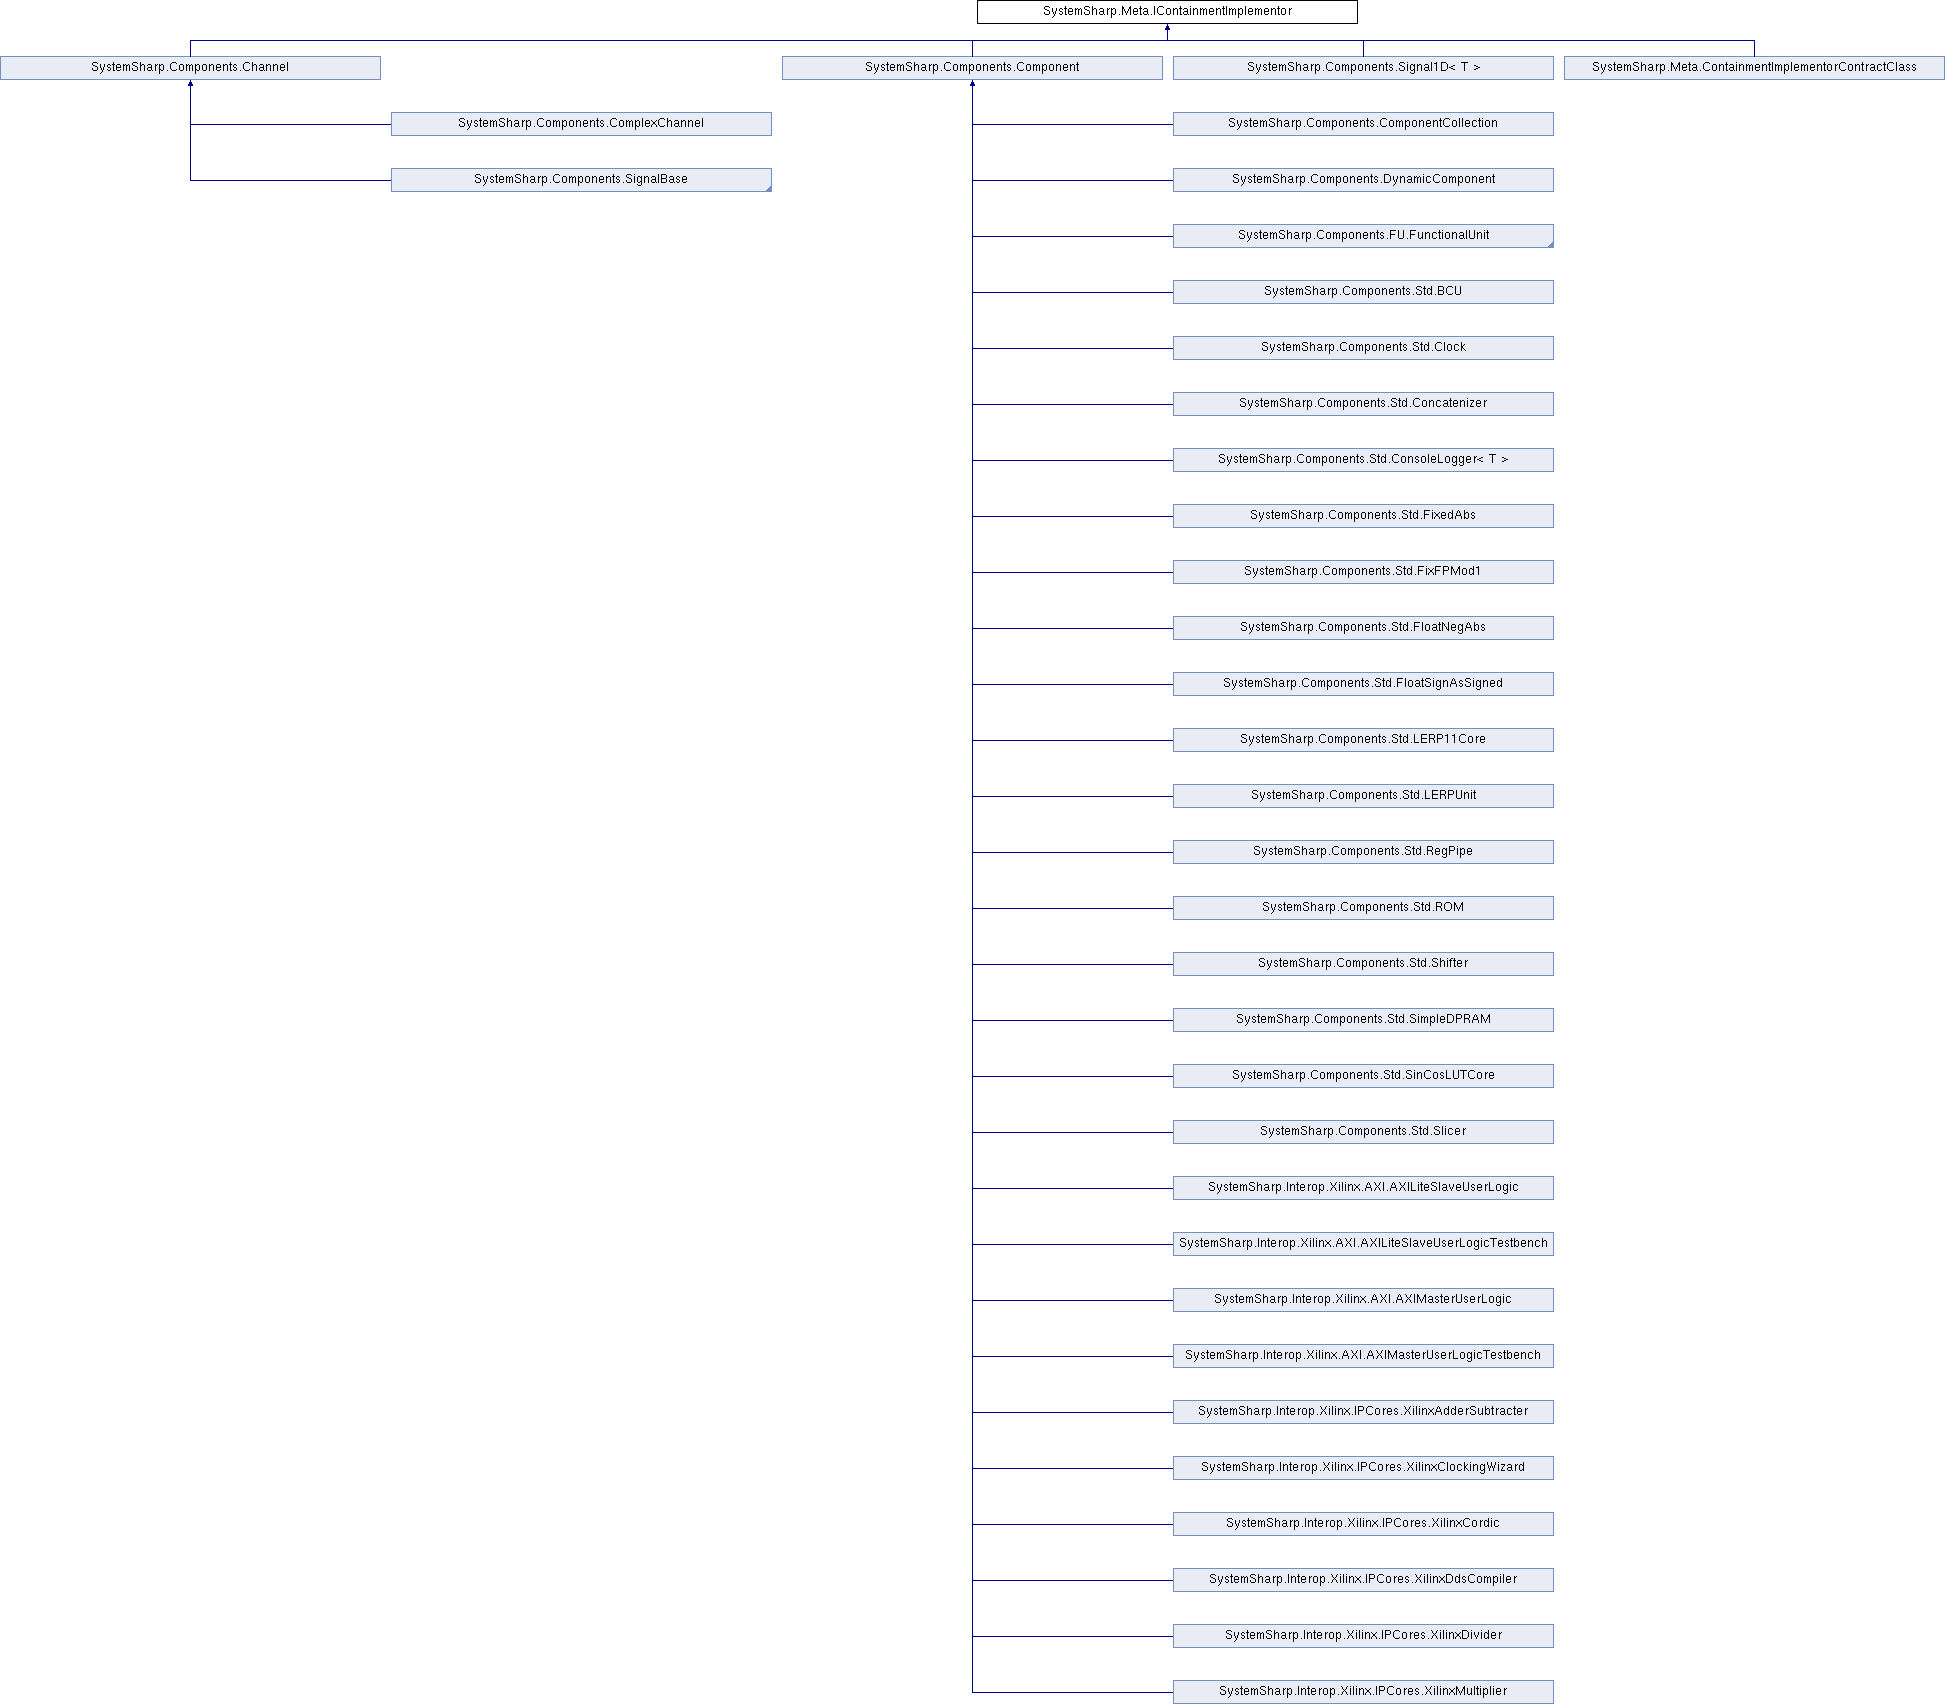 SystemSharp.Meta.IContainmentImplementor
SystemSharp.Components.Channel
SystemSharp.Components.Component
SystemSharp.Components.Signal1D< T >
SystemSharp.Meta.ContainmentImplementorContractClass
SystemSharp.Components.ComplexChannel
SystemSharp.Components.ComponentCollection
SystemSharp.Components.SignalBase
SystemSharp.Components.DynamicComponent
SystemSharp.Components.FU.FunctionalUnit
SystemSharp.Components.Std.BCU
SystemSharp.Components.Std.Clock
SystemSharp.Components.Std.Concatenizer
SystemSharp.Components.Std.ConsoleLogger< T >
SystemSharp.Components.Std.FixedAbs
SystemSharp.Components.Std.FixFPMod1
SystemSharp.Components.Std.FloatNegAbs
SystemSharp.Components.Std.FloatSignAsSigned
SystemSharp.Components.Std.LERP11Core
SystemSharp.Components.Std.LERPUnit
SystemSharp.Components.Std.RegPipe
SystemSharp.Components.Std.ROM
SystemSharp.Components.Std.Shifter
SystemSharp.Components.Std.SimpleDPRAM
SystemSharp.Components.Std.SinCosLUTCore
SystemSharp.Components.Std.Slicer
SystemSharp.Interop.Xilinx.AXI.AXILiteSlaveUserLogic
SystemSharp.Interop.Xilinx.AXI.AXILiteSlaveUserLogicTestbench
SystemSharp.Interop.Xilinx.AXI.AXIMasterUserLogic
SystemSharp.Interop.Xilinx.AXI.AXIMasterUserLogicTestbench
SystemSharp.Interop.Xilinx.IPCores.XilinxAdderSubtracter
SystemSharp.Interop.Xilinx.IPCores.XilinxClockingWizard
SystemSharp.Interop.Xilinx.IPCores.XilinxCordic
SystemSharp.Interop.Xilinx.IPCores.XilinxDdsCompiler
SystemSharp.Interop.Xilinx.IPCores.XilinxDivider
SystemSharp.Interop.Xilinx.IPCores.XilinxMultiplier